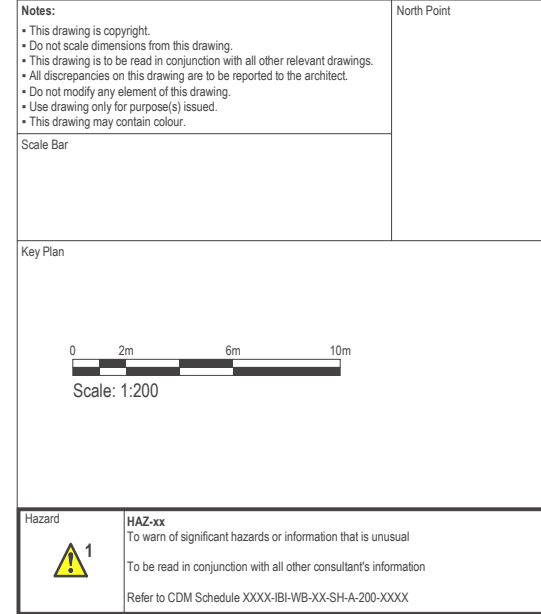 Notes:
▪ This drawing is copyright.
▪ Do not scale dimensions from this drawing.
▪ This drawing is to be read in conjunction with all other relevant drawings.
▪ All discrepancies on this drawing are to be reported to the architect.
▪ Do not modify any element of this drawing.
▪ Use drawing only for purpose(s) issued.
▪ This drawing may contain colour.
North Point
Scale Bar
Key Plan
0 2m 6m 10m
Scale: 1:200
Hazard
1
HAZ-xx
To warn of significant hazards or information that is unusual
To be read in conjunction with all other consultant's information
Refer to CDM Schedule XXXX-IBI-WB-XX-SH-A-200-XXXX